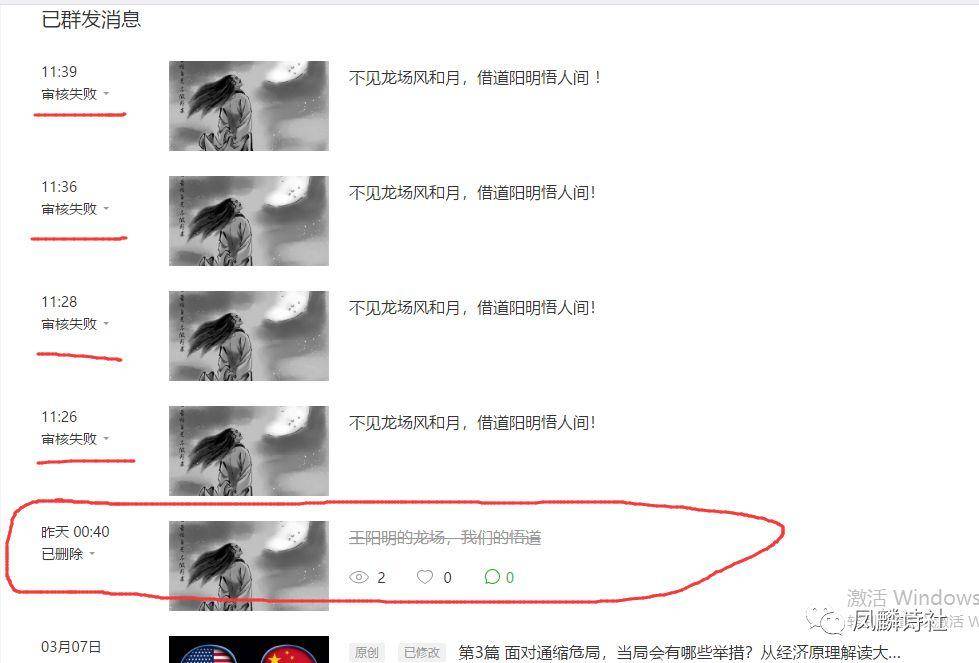 已群发消息
11:39
审核失败
不见龙场风和月，借道阳明悟人间 ！
11:36
审核失败
不见龙场风和月，借道阳明悟人间！
11:28
审核失败
不见龙场风和月，借道阳明悟人间！
11:26
审核失败
不见龙场风和月，借道阳明悟人间！
昨天 00:40
已删除
王阳明的龙场，我们的悟道
2 0 0
激活 Windows
凤麟诗社
03月07日
原创 已修改 第3篇 面对通缩危局，当局会有哪些举措？从经济原理解读大...